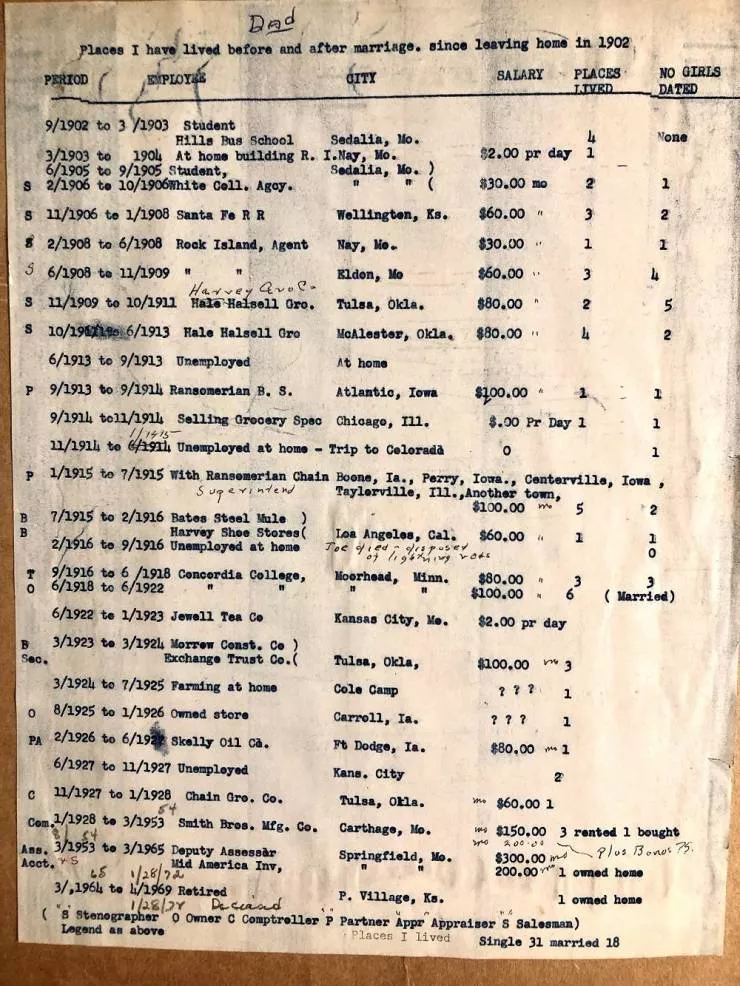 Dad
Places I have lived before and after marriage. since leaving home in 1902
PERIOD EMPLOYEE CITY SALARY PLACES LIVED NO GIRLS DATED
9/1902 to 3 /1903 Student
Hills Bus School Sedalia, Mo. 4 None
3/1903 to 1904 At home building R. I.Nay, Mo. $2.00 pr day 1
6/1905 to 9/1905 Student, Sedalia, Mo. )
S 2/1906 to 10/1906White Coll. Agcy. " " ( $30.00 mo 2 1
S 11/1906 to 1/1908 Santa Fe R R Wellington, Ks. $60.00 " 3 2
S 2/1908 to 6/1908 Rock Island, Agent Nay, Mo. $30.00 " 1 1
S 6/1908 to 11/1909 " " Eldon, Mo $60.00 " 3 4
Harvey Gro Co
S 11/1909 to 10/1911 Hale Halsell Gro. Tulsa, Okla. $80.00 " 2 5
S 10/1911 to 6/1913 Hale Halsell Gro McAlester, Okla. $80.00 " 4 2
6/1913 to 9/1913 Unemployed At home
P 9/1913 to 9/1914 Ransomerian B. S. Atlantic, Iowa $100.00 " 1 1
9/1914 to11/1914 Selling Grocery Spec Chicago, Ill. $.00 Pr Day 1 1
1/1915
11/1914 to 6/1914 Unemployed at home - Trip to Colorado 0 1
P 1/1915 to 7/1915 With Ransomerian Chain Boone, Ia., Perry, Iowa., Centerville, Iowa ,
Superintend Taylorville, Ill.,Another town,
$100.00 mo 5 2
B 7/1915 to 2/1916 Bates Steel Mule )
B Harvey Shoe Stores( Loa Angeles, Cal. $60.00 " 1 1
2/1916 to 9/1916 Unemployed at home Joe died - disposed of lightning rods 0
T 9/1916 to 6 /1918 Concordia College, Moorhead, Minn. $80.00 " 3 3
O 6/1918 to 6/1922 " " " " $100.00 " 6 ( Married)
6/1922 to 1/1923 Jewell Tea Co Kansas City, Mo. $2.00 pr day
B 3/1923 to 3/1924 Morrow Const. Co )
Sec. Exchange Trust Co.( Tulsa, Okla, $100.00 mo 3
3/1924 to 7/1925 Farming at home Cole Camp ? ? ? 1
O 8/1925 to 1/1926 Owned store Carroll, Ia. ? ? ? 1
PA 2/1926 to 6/1927 Skelly Oil Co. Ft Dodge, Ia. $80.00 mo 1
6/1927 to 11/1927 Unemployed Kans. City 2
C 11/1927 to 1/1928 Chain Gro. Co. Tulsa, Okla. mo $60.00 1
54
Com.1/1928 to 3/1953 Smith Bros. Mfg. Co. Carthage, Mo. mo $150.00 3 rented 1 bought
54 mo 200.00
Ass. 3/1953 to 3/1965 Deputy Assessor Springfield, Mo. $300.00 mo Plus Bonus
Acct. + S Mid America Inv, 200.00 mo 1 owned home
65 1/28/72
3/,1964 to 4/1969 Retired P. Village, Ks. 1 owned home
Deceased
( S Stenographer O Owner C Comptroller P Partner Appr Appraiser S Salesman)
Legend as above Places I lived Single 31 married 18